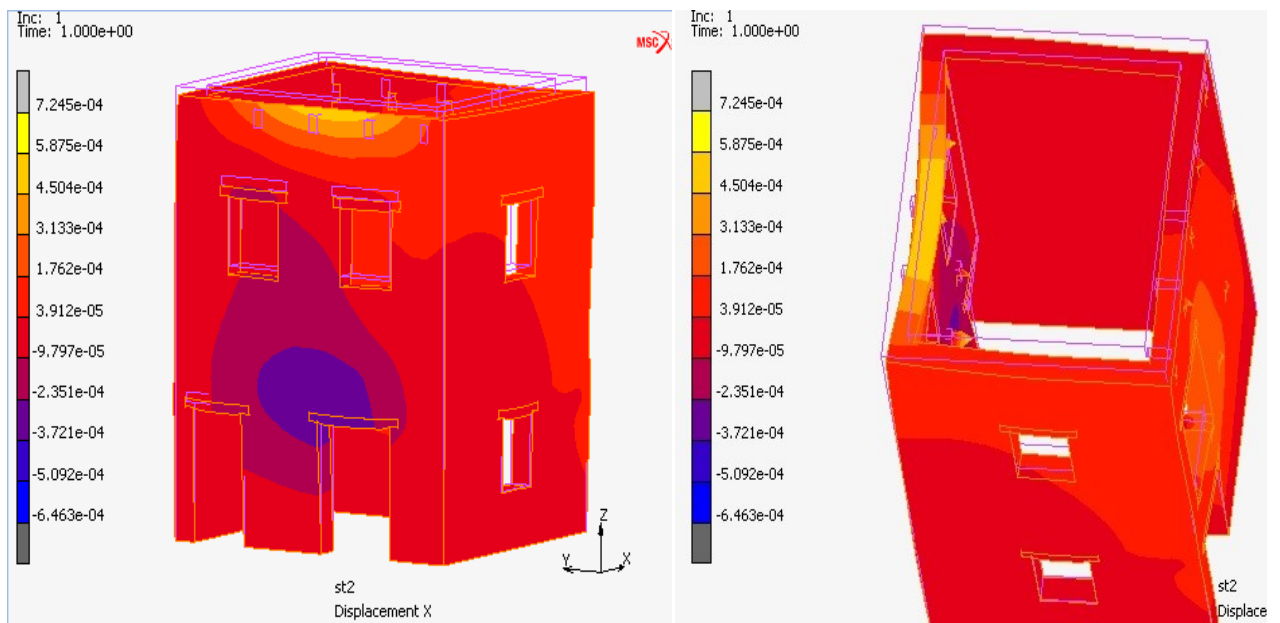 Inc: 1
Time: 1.000e+00
MSC
7.245e-04
5.875e-04
4.504e-04
3.133e-04
1.762e-04
3.912e-05
-9.797e-05
-2.351e-04
-3.721e-04
-5.092e-04
-6.463e-04
Z
Y
X
st2
Displacement X
Inc: 1
Time: 1.000e+00
7.245e-04
5.875e-04
4.504e-04
3.133e-04
1.762e-04
3.912e-05
-9.797e-05
-2.351e-04
-3.721e-04
-5.092e-04
-6.463e-04
st2
Displace